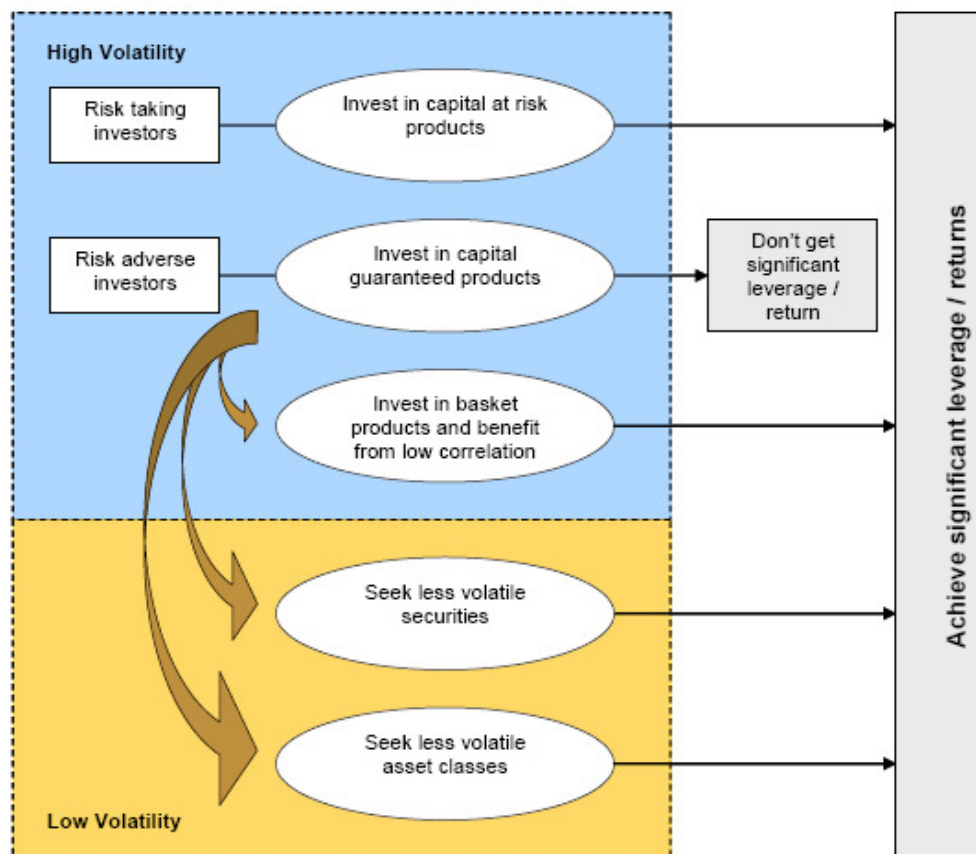 High Volatility
Risk taking
investors
Invest in capital at risk
products
Risk adverse
investors
Invest in capital
guaranteed products
Don't get
significant
leverage /
return
Invest in basket
products and benefit
from low correlation
Seek less volatile
securities
Seek less volatile
asset classes
Low Volatility
Achieve significant leverage / returns